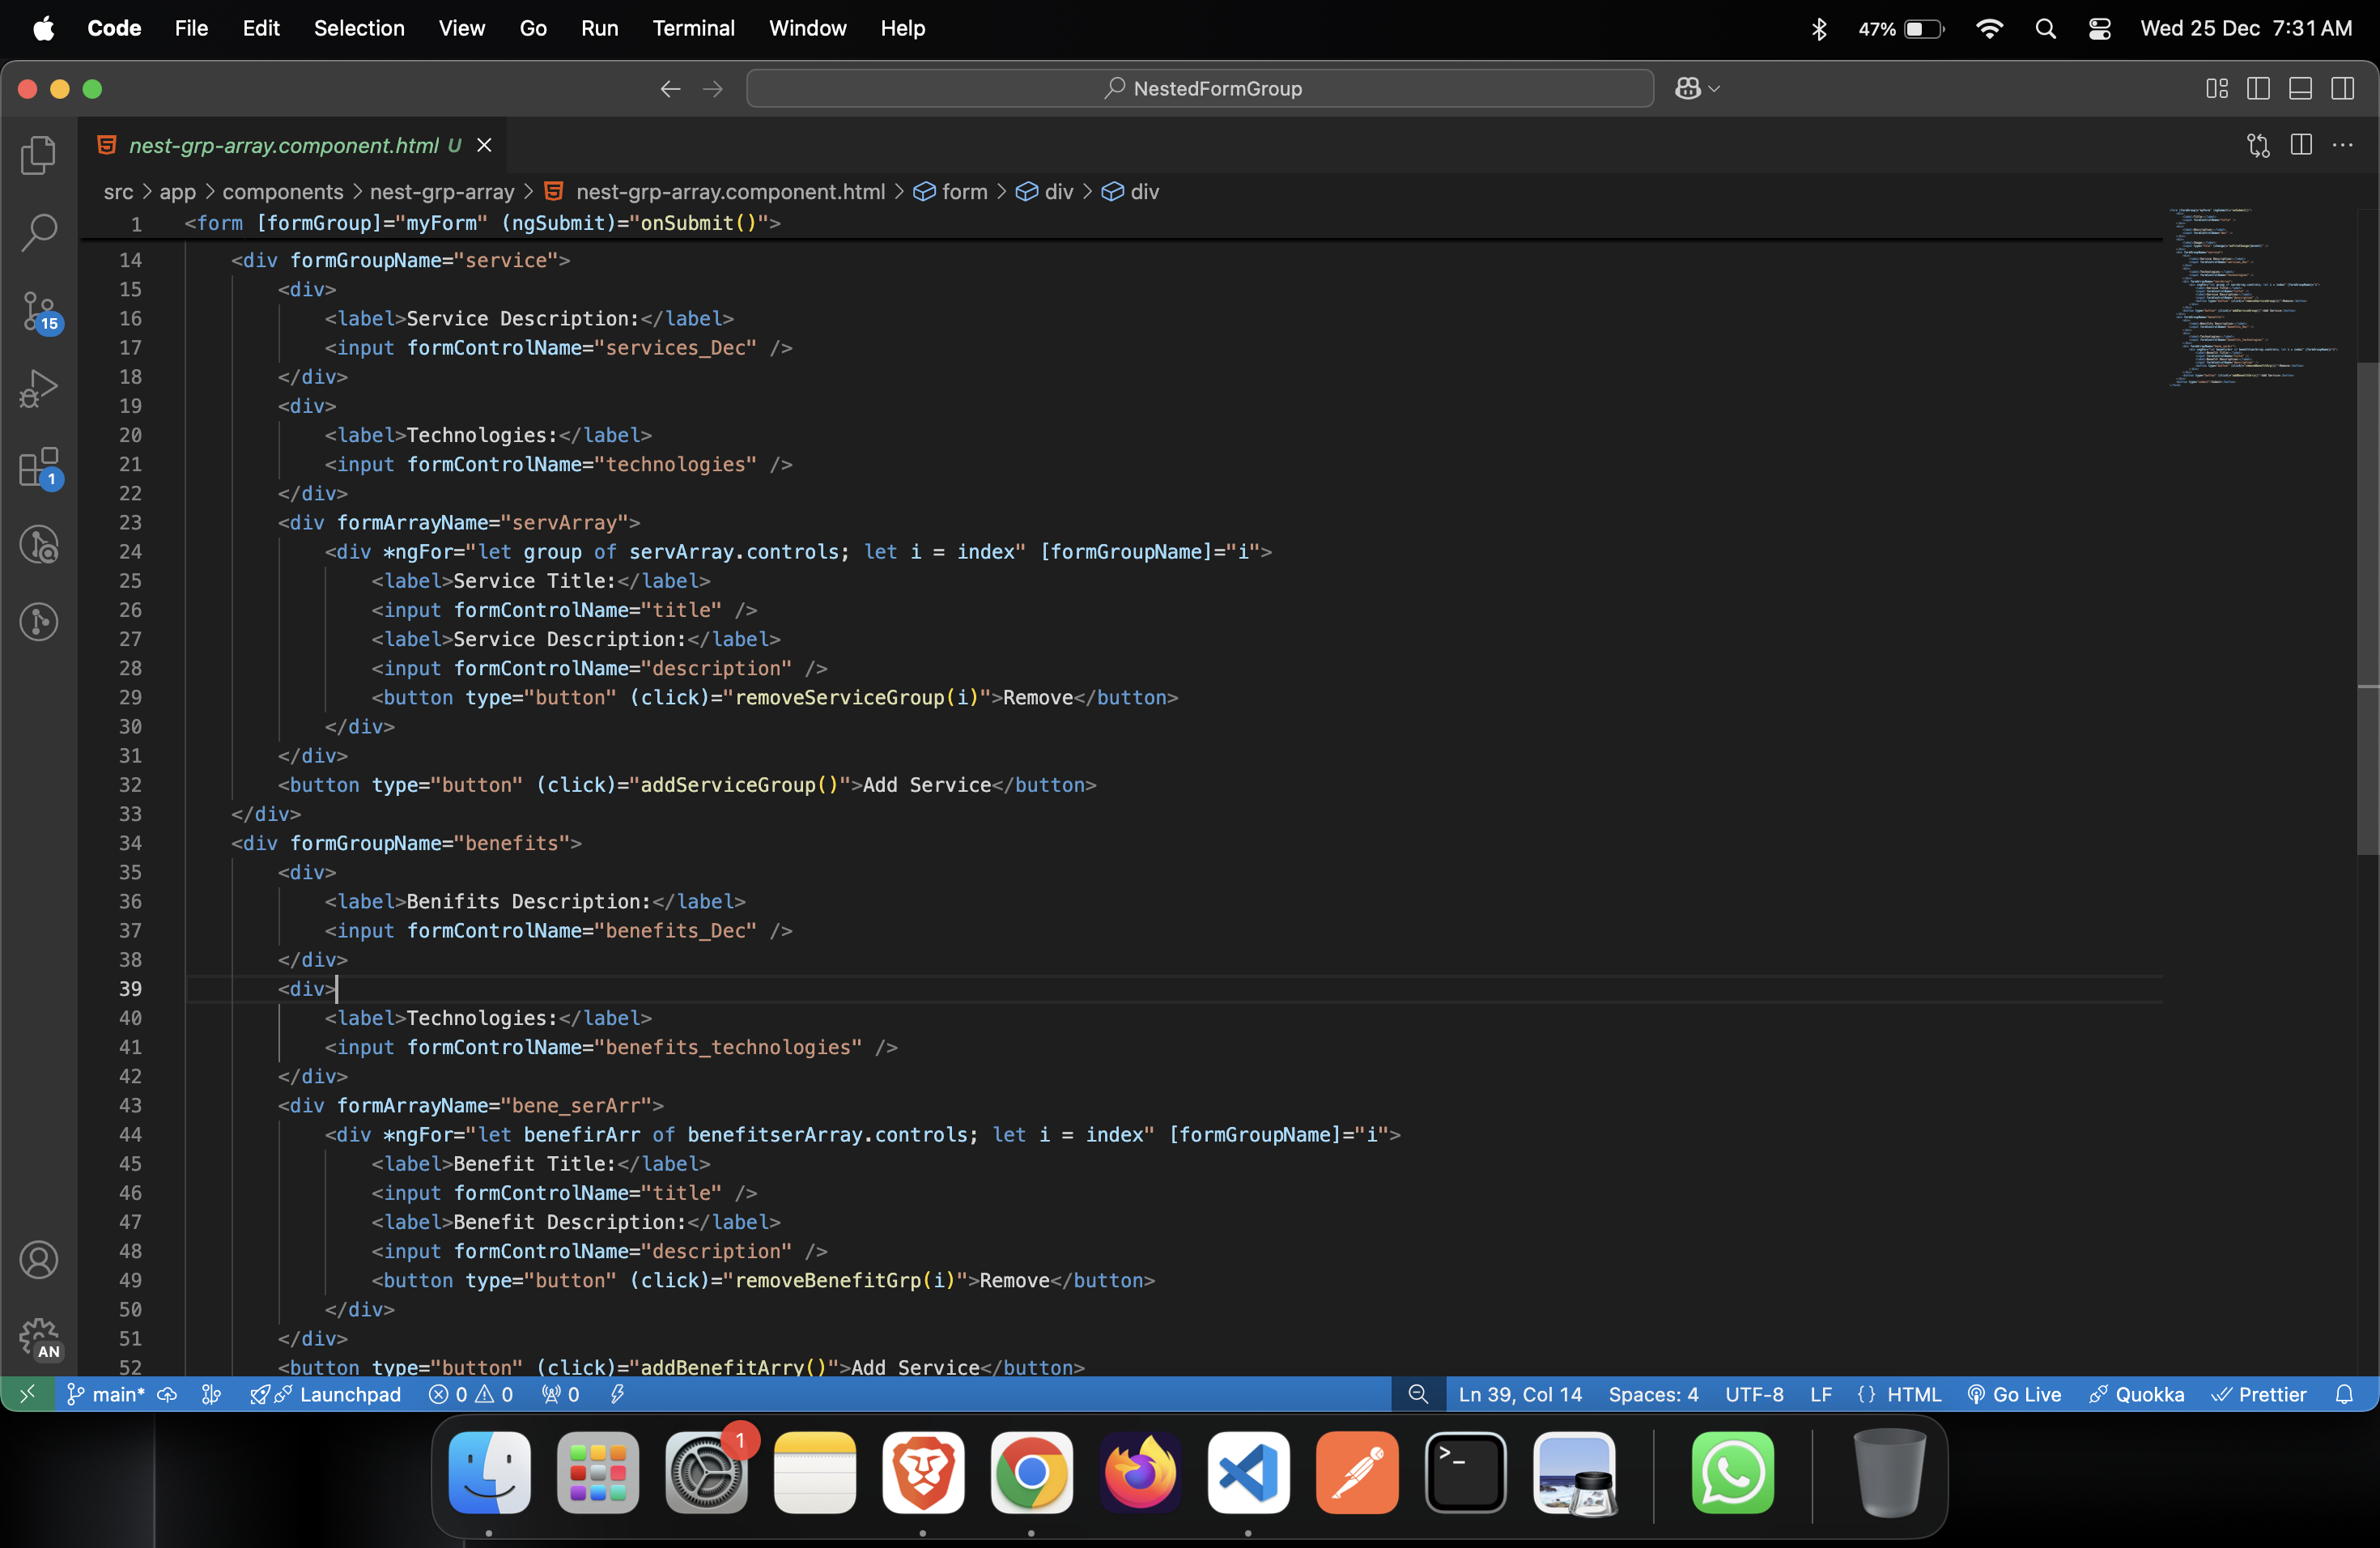 Code File Edit Selection View Go Run Terminal Window Help 47% Wed 25 Dec 7:31 AM
NestedFormGroup
nest-grp-array.component.html U
src > app > components > nest-grp-array > nest-grp-array.component.html > form > div > div
1 <form [formGroup]="myForm" (ngSubmit)="onSubmit()">
14 <div formGroupName="service">
15 <div>
16 <label>Service Description:</label>
17 <input formControlName="services_Dec" />
18 </div>
19 <div>
20 <label>Technologies:</label>
21 <input formControlName="technologies" />
22 </div>
23 <div formArrayName="servArray">
24 <div *ngFor="let group of servArray.controls; let i = index" [formGroupName]="i">
25 <label>Service Title:</label>
26 <input formControlName="title" />
27 <label>Service Description:</label>
28 <input formControlName="description" />
29 <button type="button" (click)="removeServiceGroup(i)">Remove</button>
30 </div>
31 </div>
32 <button type="button" (click)="addServiceGroup()">Add Service</button>
33 </div>
34 <div formGroupName="benefits">
35 <div>
36 <label>Benifits Description:</label>
37 <input formControlName="benefits_Dec" />
38 </div>
39 <div>
40 <label>Technologies:</label>
41 <input formControlName="benefits_technologies" />
42 </div>
43 <div formArrayName="bene_serArr">
44 <div *ngFor="let benefirArr of benefitserArray.controls; let i = index" [formGroupName]="i">
45 <label>Benefit Title:</label>
46 <input formControlName="title" />
47 <label>Benefit Description:</label>
48 <input formControlName="description" />
49 <button type="button" (click)="removeBenefitGrp(i)">Remove</button>
50 </div>
51 </div>
52 <button type="button" (click)="addBenefitArry()">Add Service</button>
15
1
AN
main* Launchpad 0 0 0 Ln 39, Col 14 Spaces: 4 UTF-8 LF {} HTML Go Live Quokka Prettier
1
>_